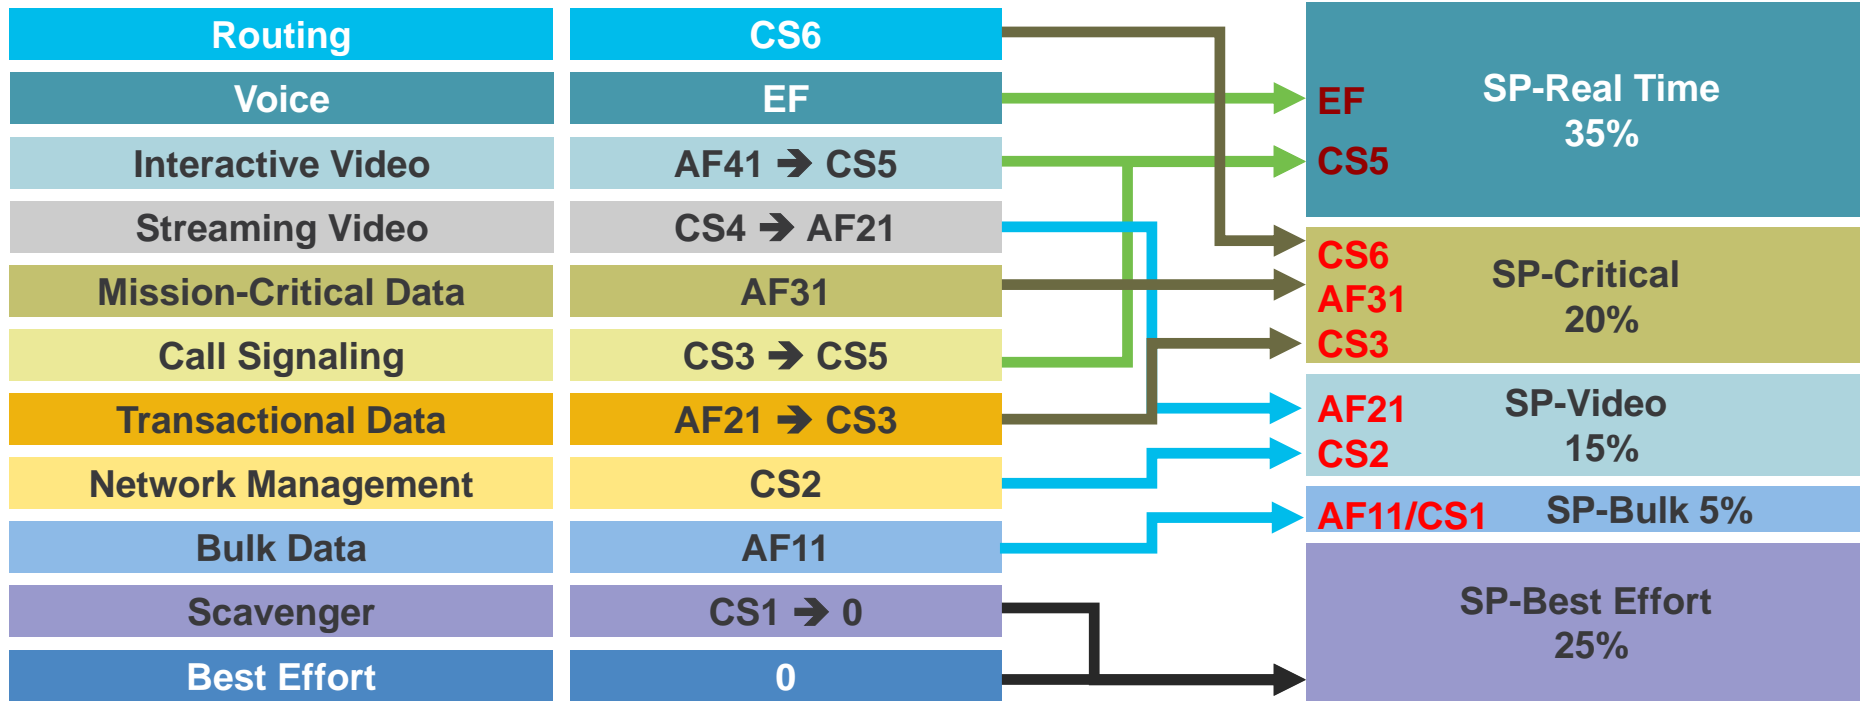 Routing
CS6
Voice
EF
Interactive Video
AF41 ➔ CS5
Streaming Video
CS4 ➔ AF21
Mission-Critical Data
AF31
Call Signaling
CS3 ➔ CS5
Transactional Data
AF21 ➔ CS3
Network Management
CS2
Bulk Data
AF11
Scavenger
CS1 ➔ 0
Best Effort
0
EF
CS5
SP-Real Time
35%
CS6
AF31
CS3
SP-Critical
20%
AF21
CS2
SP-Video
15%
AF11/CS1
SP-Bulk 5%
SP-Best Effort
25%